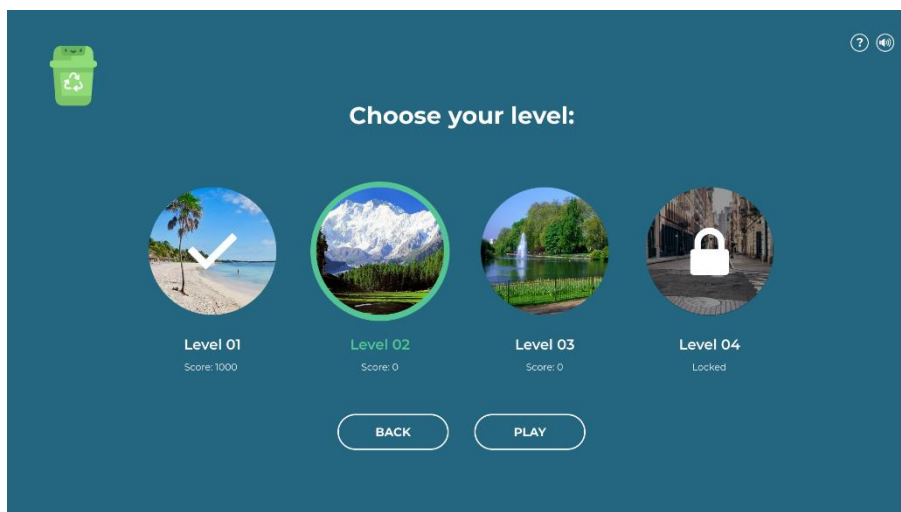 ?
Choose your level:
Level 01
Score: 1000
Level 02
Score: 0
Level 03
Score: 0
Level 04
Locked
BACK
PLAY